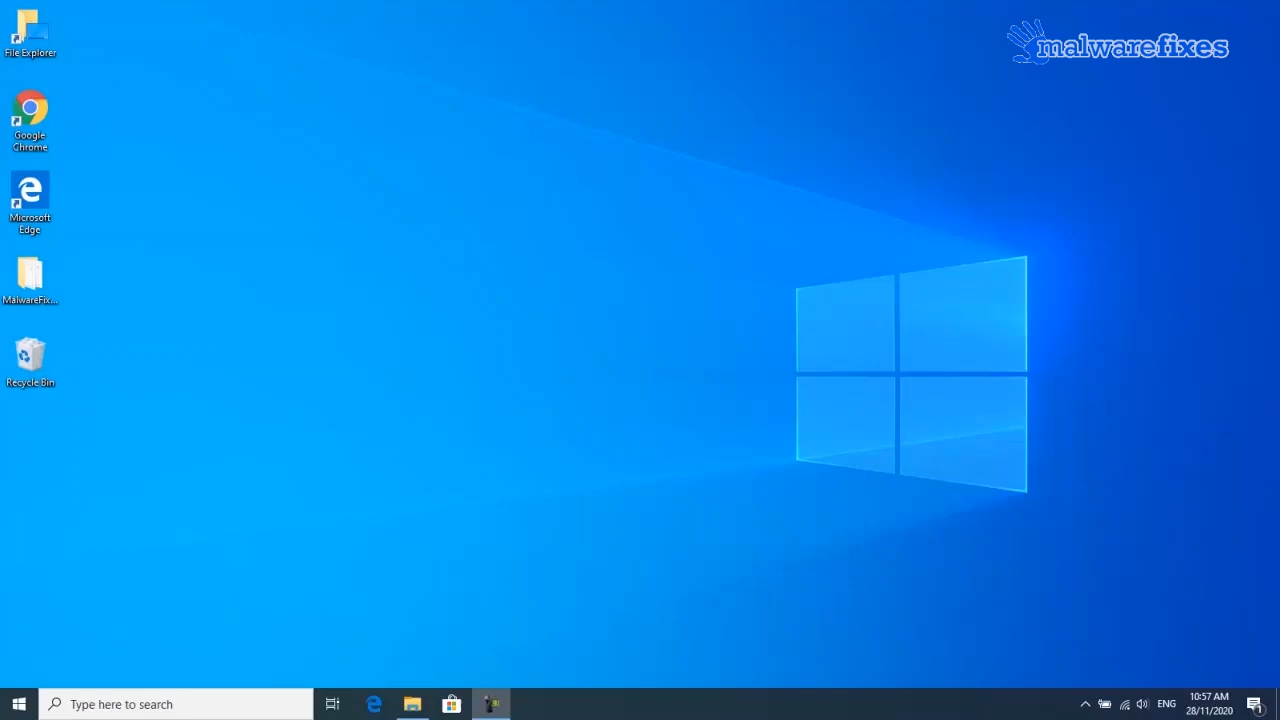 File Explorer
malwarefixes
Google
Chrome
Microsoft
Edge
MalwareFix...
Recycle Bin
Type here to search
ENG
10:57 AM
28/11/2020
1